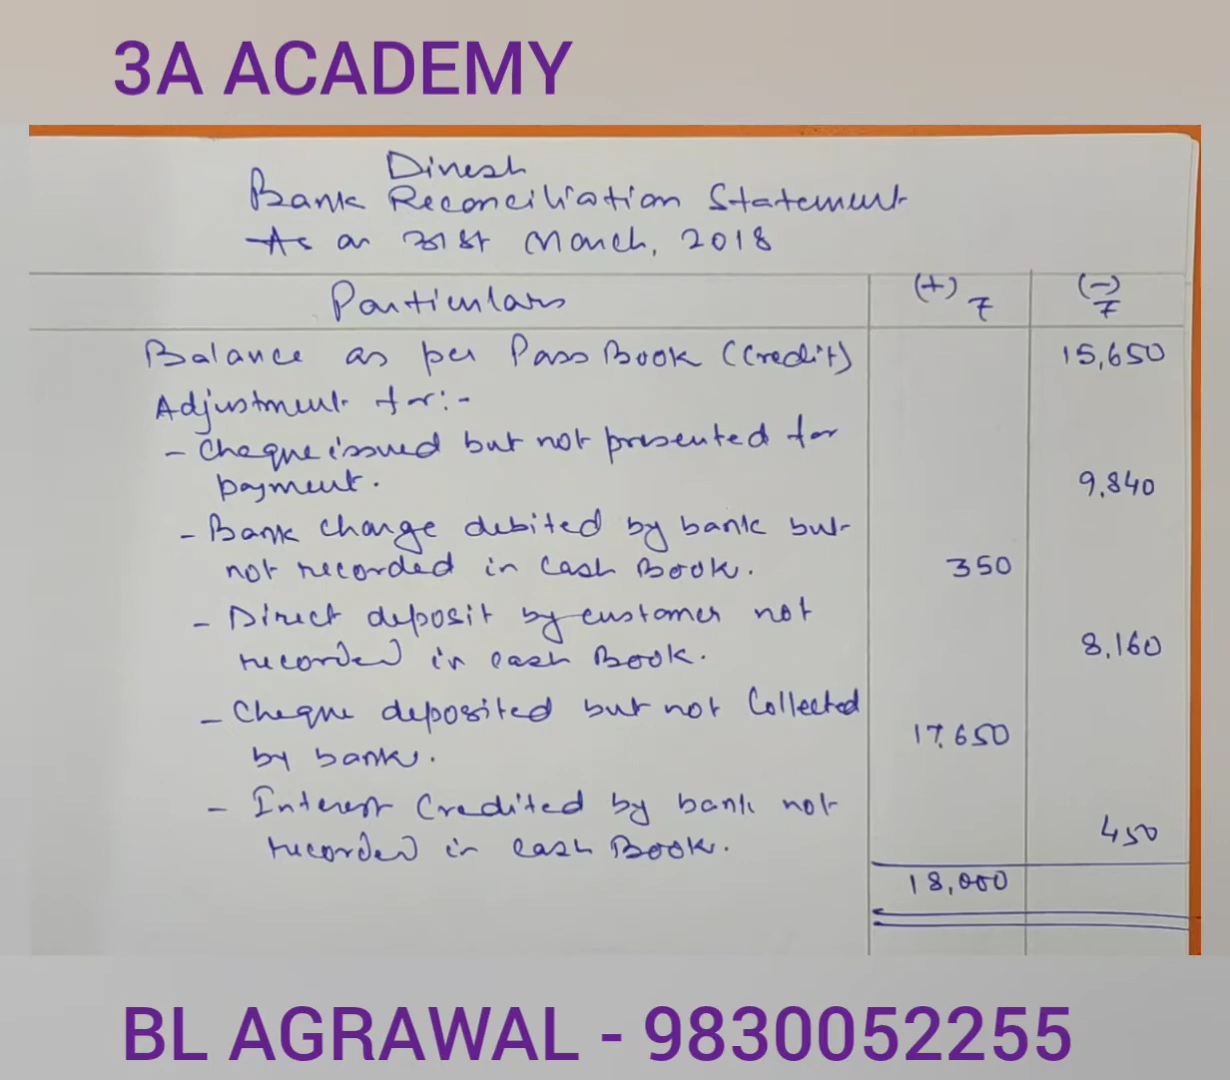 3A ACADEMY
Dinesh
Bank Reconciliation Statement
As on 31st March, 2018
Particulars (+) ₹ (-) ₹
Balance as per Pass Book (Credit) 15,650
Adjustment for:-
- Cheque issued but not presented for
payment. 9,840
- Bank charge debited by bank but
not recorded in Cash Book. 350
- Direct deposit by customer not
recorded in cash Book. 8,160
- Cheque deposited but not Collected
by bank. 17,650
- Interest Credited by bank not
recorded in cash Book. 450
18,000
BL AGRAWAL - 9830052255